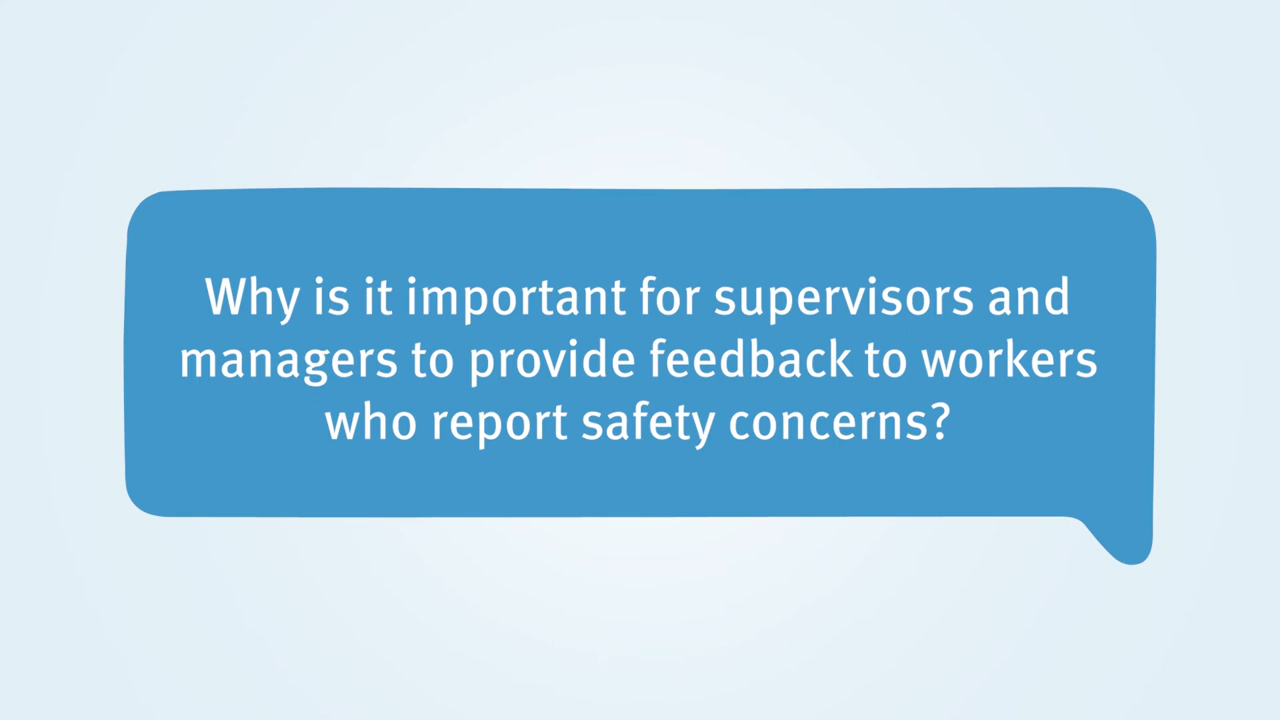 Why is it important for supervisors and
managers to provide feedback to workers
who report safety concerns?